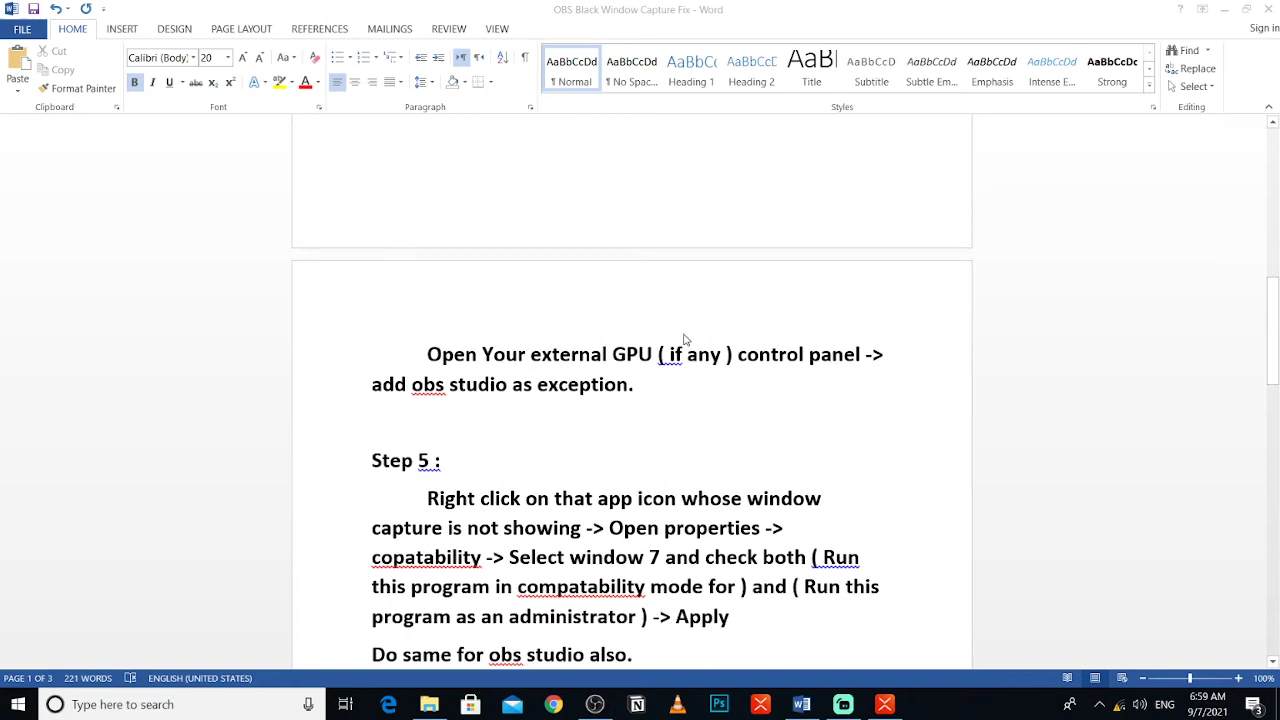 OBS Black Window Capture Fix - Word
?
FILE
HOME
INSERT
DESIGN
PAGE LAYOUT
REFERENCES
MAILINGS
REVIEW
VIEW
Sign in
Paste
Cut
Copy
Format Painter
Clipboard
Calibri (Body)
20
Font
Paragraph
AaBbCcDd
¶ Normal
AaBbCcDd
¶ No Spac...
AaBbCc
Heading 1
AaBbCcD
Heading 2
AaB
Title
AaBbCcD
Subtitle
AaBbCcDd
Subtle Em...
AaBbCcDd
Emphasis
AaBbCcDd
Intense E...
AaBbCcDc
Strong
Styles
Find
Replace
Select
Editing
Open Your external GPU ( if any ) control panel ->
add obs studio as exception.
Step 5 :
Right click on that app icon whose window
capture is not showing -> Open properties ->
copatability -> Select window 7 and check both ( Run
this program in compatability mode for ) and ( Run this
program as an administrator ) -> Apply
Do same for obs studio also.
PAGE 1 OF 3
221 WORDS
ENGLISH (UNITED STATES)
100%
Type here to search
ENG
6:59 AM
9/7/2021
3